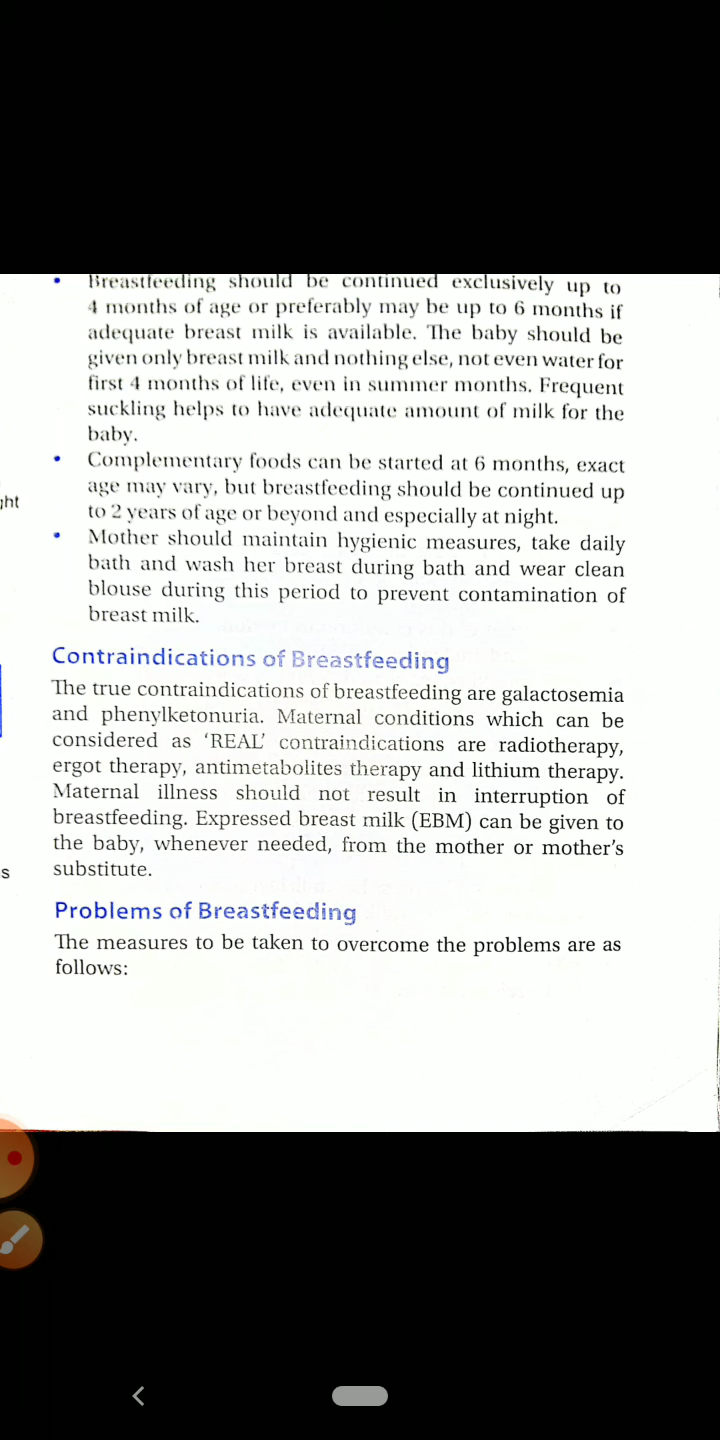 • Breastfeeding should be continued exclusively up to
4 months of age or preferably may be up to 6 months if
adequate breast milk is available. The baby should be
given only breast milk and nothing else, not even water for
first 4 months of life, even in summer months. Frequent
suckling helps to have adequate amount of milk for the
baby.
• Complementary foods can be started at 6 months, exact
age may vary, but breastfeeding should be continued up
to 2 years of age or beyond and especially at night.
• Mother should maintain hygienic measures, take daily
bath and wash her breast during bath and wear clean
blouse during this period to prevent contamination of
breast milk.
Contraindications of Breastfeeding
The true contraindications of breastfeeding are galactosemia
and phenylketonuria. Maternal conditions which can be
considered as ‘REAL’ contraindications are radiotherapy,
ergot therapy, antimetabolites therapy and lithium therapy.
Maternal illness should not result in interruption of
breastfeeding. Expressed breast milk (EBM) can be given to
the baby, whenever needed, from the mother or mother’s
substitute.
Problems of Breastfeeding
The measures to be taken to overcome the problems are as
follows: